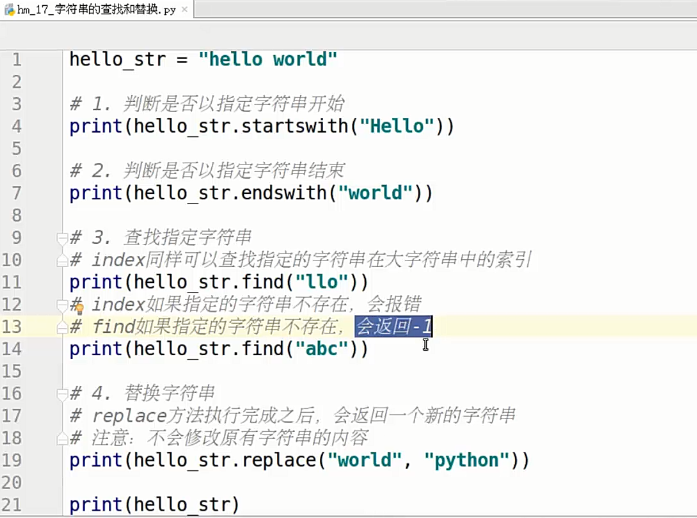 hm_17_字符串的查找和替换.py ×
1 hello_str = "hello world"
2
3 # 1. 判断是否以指定字符串开始
4 print(hello_str.startswith("Hello"))
5
6 # 2. 判断是否以指定字符串结束
7 print(hello_str.endswith("world"))
8
9 # 3. 查找指定字符串
10 # index同样可以查找指定的字符串在大字符串中的索引
11 print(hello_str.find("llo"))
12 # index如果指定的字符串不存在，会报错
13 # find如果指定的字符串不存在，会返回-1
14 print(hello_str.find("abc"))
15
16 # 4. 替换字符串
17 # replace方法执行完成之后，会返回一个新的字符串
18 # 注意：不会修改原有字符串的内容
19 print(hello_str.replace("world", "python"))
20
21 print(hello_str)